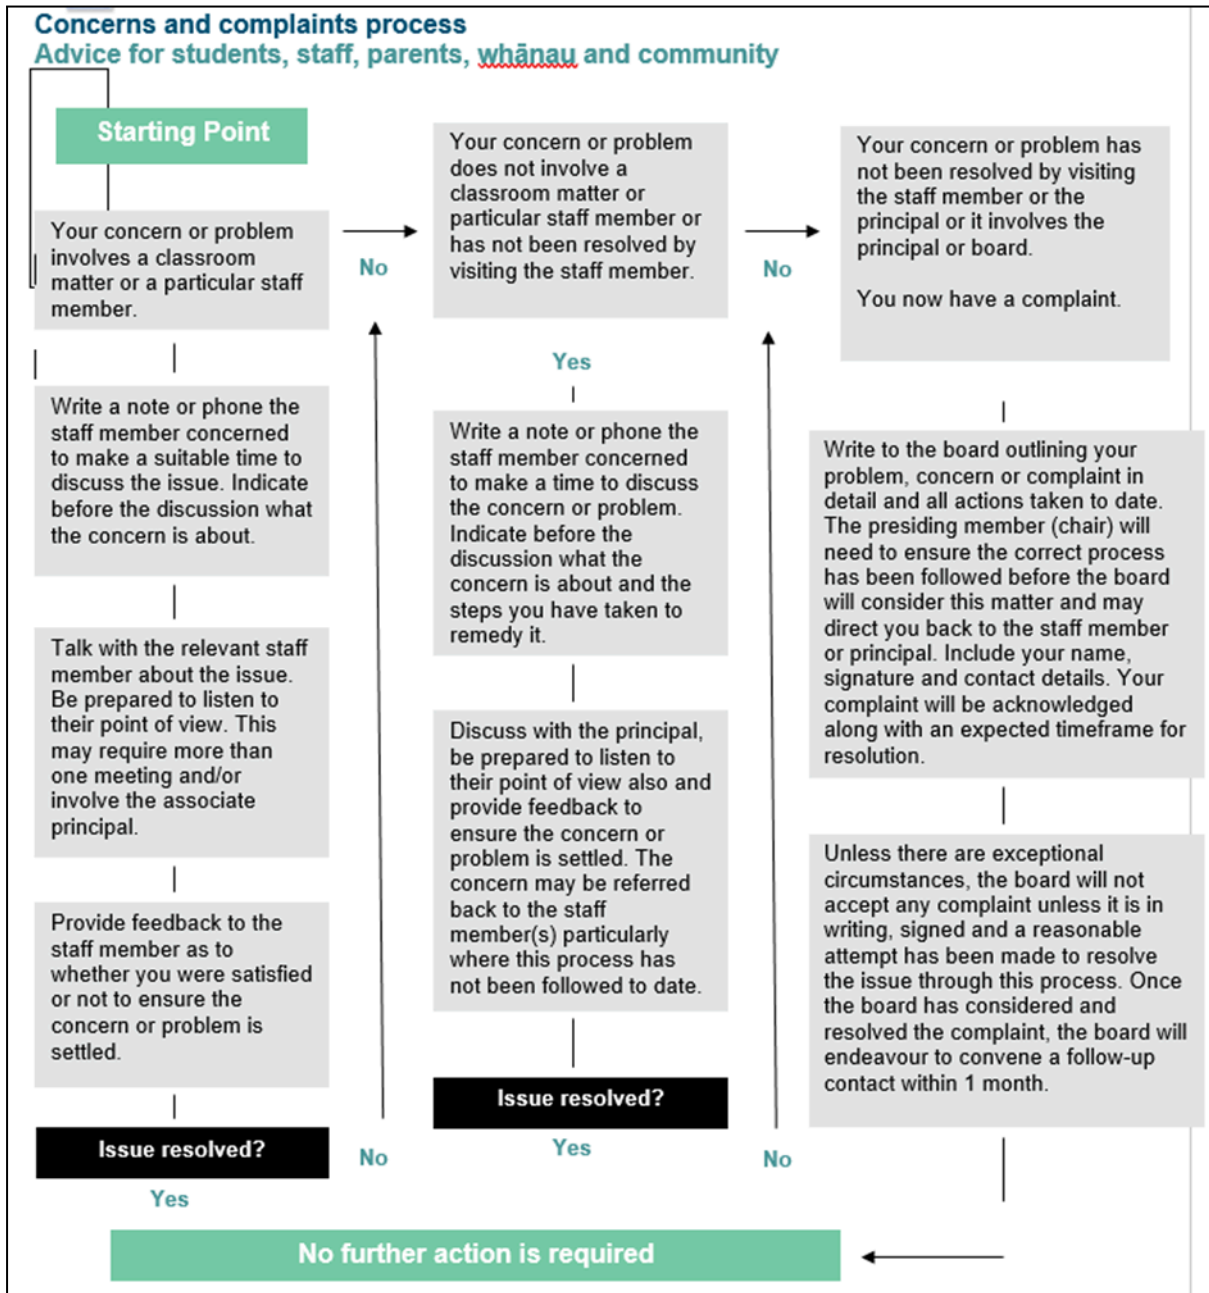 Concerns and complaints process
Advice for students, staff, parents, whānau and community
Starting Point
Your concern or problem
involves a classroom
matter or a particular staff
member.
No
Write a note or phone the
staff member concerned
to make a suitable time to
discuss the issue. Indicate
before the discussion what
the concern is about.
Talk with the relevant staff
member about the issue.
Be prepared to listen to
their point of view. This
may require more than
one meeting and/or
involve the associate
principal.
Provide feedback to the
staff member as to
whether you were satisfied
or not to ensure the
concern or problem is
settled.
Issue resolved?
No
Yes
Your concern or problem
does not involve a
classroom matter or
particular staff member or
has not been resolved by
visiting the staff member.
No
Yes
Write a note or phone the
staff member concerned
to make a time to discuss
the concern or problem.
Indicate before the
discussion what the
concern is about and the
steps you have taken to
remedy it.
Discuss with the principal,
be prepared to listen to
their point of view also and
provide feedback to
ensure the concern or
problem is settled. The
concern may be referred
back to the staff
member(s) particularly
where this process has
not been followed to date.
Issue resolved?
Yes
No
Your concern or problem has
not been resolved by visiting
the staff member or the
principal or it involves the
principal or board.
You now have a complaint.
Write to the board outlining your
problem, concern or complaint in
detail and all actions taken to date.
The presiding member (chair) will
need to ensure the correct process
has been followed before the board
will consider this matter and may
direct you back to the staff member
or principal. Include your name,
signature and contact details. Your
complaint will be acknowledged
along with an expected timeframe for
resolution.
Unless there are exceptional
circumstances, the board will not
accept any complaint unless it is in
writing, signed and a reasonable
attempt has been made to resolve
the issue through this process. Once
the board has considered and
resolved the complaint, the board will
endeavour to convene a follow-up
contact within 1 month.
No further action is required